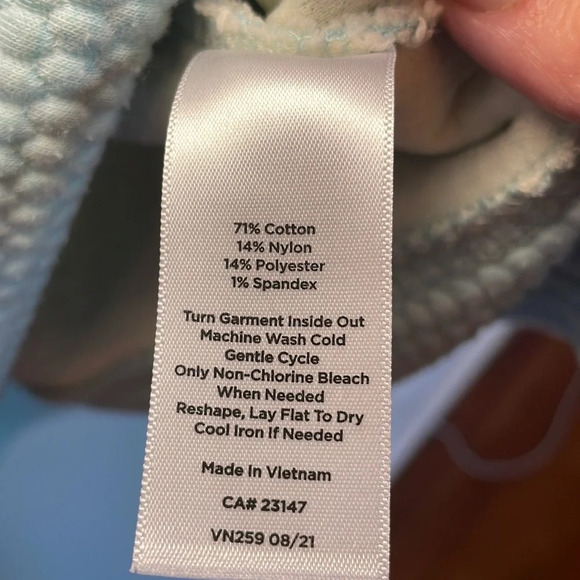 71% Cotton
14% Nylon
14% Polyester
1% Spandex
Turn Garment Inside Out
Machine Wash Cold
Gentle Cycle
Only Non-Chlorine Bleach
When Needed
Reshape, Lay Flat To Dry
Cool Iron If Needed
Made In Vietnam
CA# 23147
VN259 08/21